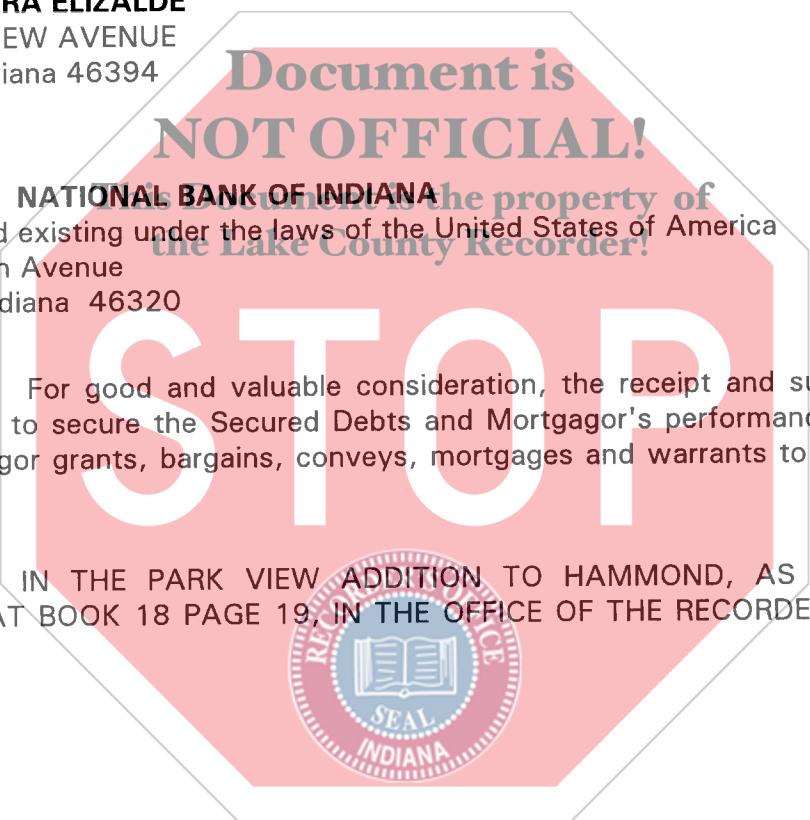 RA ELIZALDE
EW AVENUE
iana 46394
Document is
NOT OFFICIAL!
NATIONAL BANK OF INDIANA
This Document is the property of
d existing under the laws of the United States of America
the Lake County Recorder!
n Avenue
diana 46320
STOP
For good and valuable consideration, the receipt and su
to secure the Secured Debts and Mortgagor's performanc
gor grants, bargains, conveys, mortgages and warrants to
IN THE PARK VIEW ADDITION TO HAMMOND, AS
AT BOOK 18 PAGE 19, IN THE OFFICE OF THE RECORDE
RECORDER'S OFFICE
SEAL
INDIANA